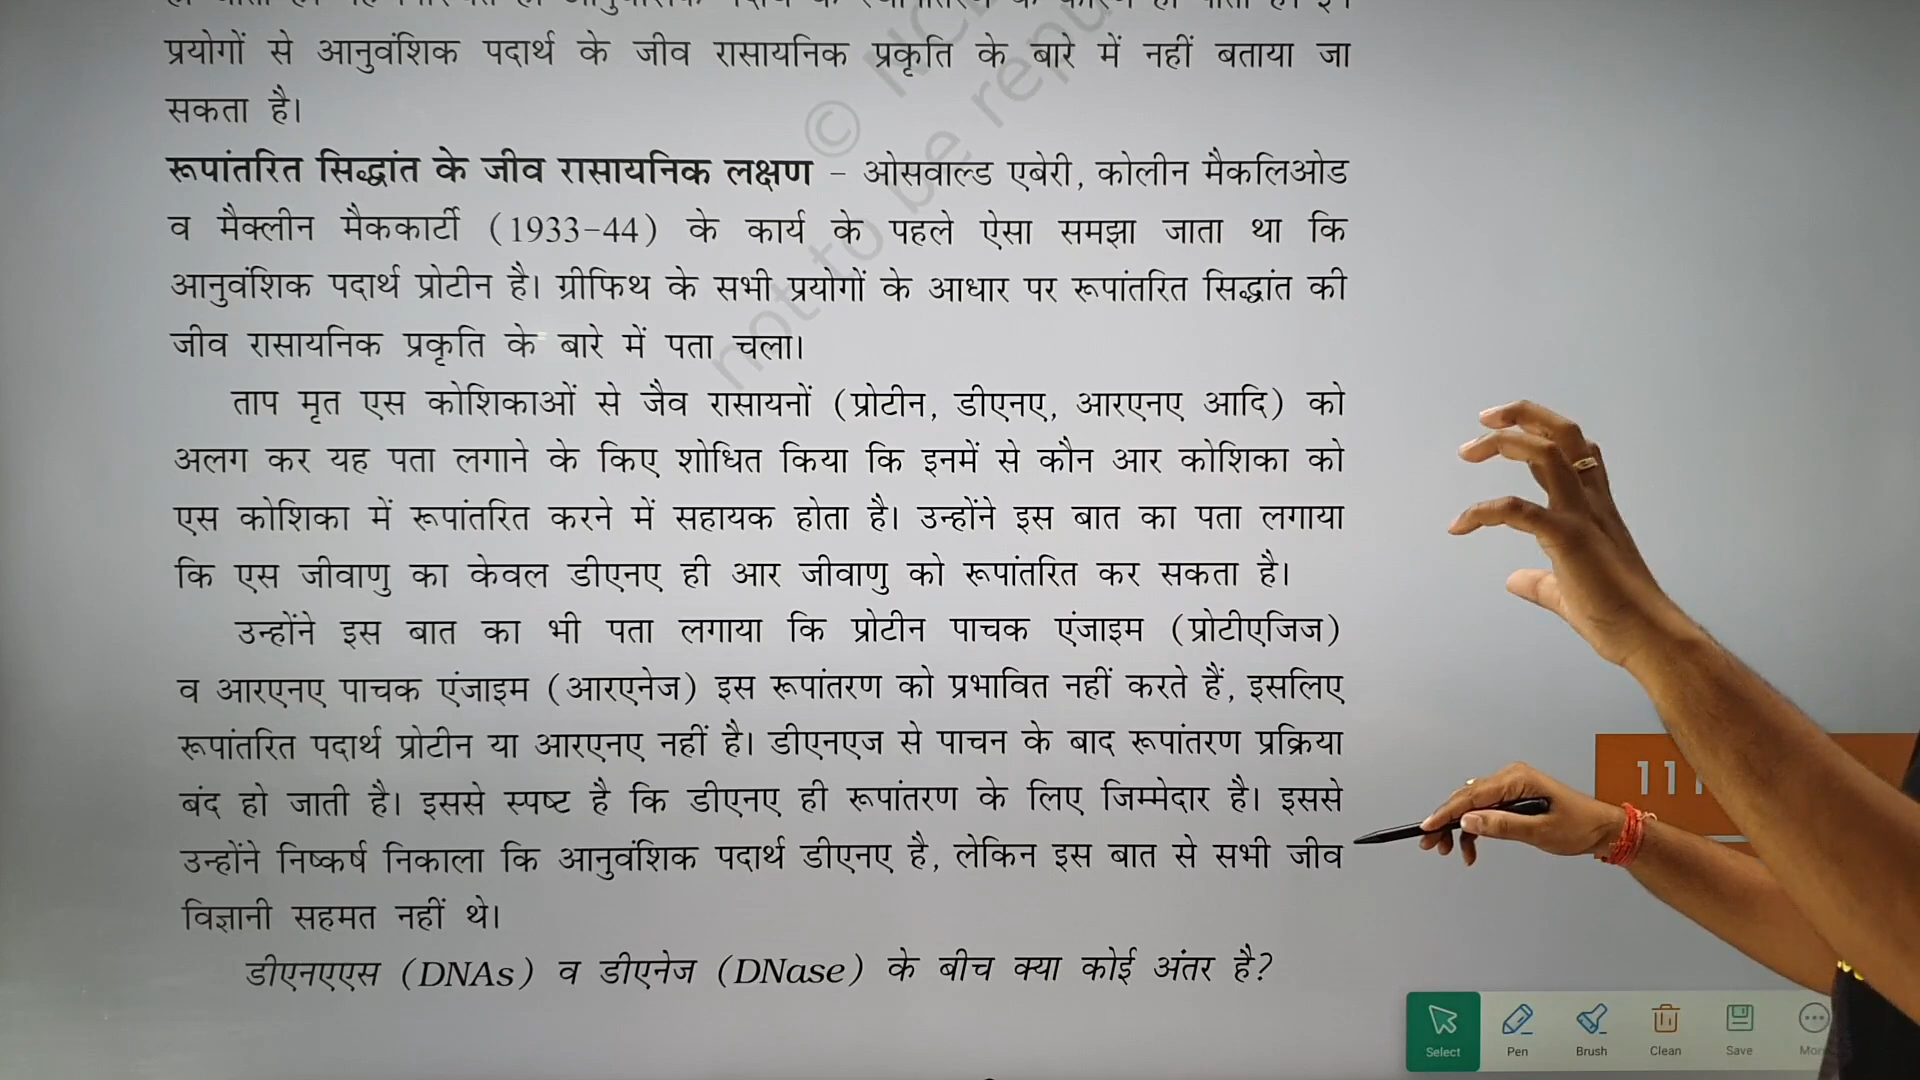 प्रयोगों से आनुवंशिक पदार्थ के जीव रासायनिक प्रकृति के बारे में नहीं बताया जा
सकता है।
रूपांतरित सिद्धांत के जीव रासायनिक लक्षण – ओसवाल्ड एबेरी, कोलीन मैकलिओड
व मैक्लीन मैककार्टी (1933-44) के कार्य के पहले ऐसा समझा जाता था कि
आनुवंशिक पदार्थ प्रोटीन है। ग्रीफिथ के सभी प्रयोगों के आधार पर रूपांतरित सिद्धांत की
जीव रासायनिक प्रकृति के बारे में पता चला।
ताप मृत एस कोशिकाओं से जैव रासायनों (प्रोटीन, डीएनए, आरएनए आदि) को
अलग कर यह पता लगाने के किए शोधित किया कि इनमें से कौन आर कोशिका को
एस कोशिका में रूपांतरित करने में सहायक होता है। उन्होंने इस बात का पता लगाया
कि एस जीवाणु का केवल डीएनए ही आर जीवाणु को रूपांतरित कर सकता है।
उन्होंने इस बात का भी पता लगाया कि प्रोटीन पाचक एंजाइम (प्रोटीएजिज)
व आरएनए पाचक एंजाइम (आरएनेज) इस रूपांतरण को प्रभावित नहीं करते हैं, इसलिए
रूपांतरित पदार्थ प्रोटीन या आरएनए नहीं है। डीएनएज से पाचन के बाद रूपांतरण प्रक्रिया
बंद हो जाती है। इससे स्पष्ट है कि डीएनए ही रूपांतरण के लिए जिम्मेदार है। इससे
उन्होंने निष्कर्ष निकाला कि आनुवंशिक पदार्थ डीएनए है, लेकिन इस बात से सभी जीव
विज्ञानी सहमत नहीं थे।
डीएनएएस (DNAs) व डीएनेज (DNase) के बीच क्या कोई अंतर है?
not to be
Select Pen Brush Clean Save